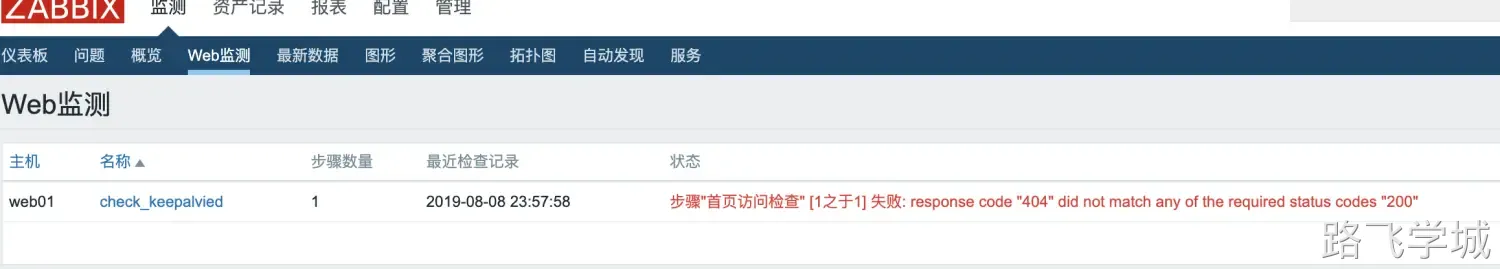 ZABBIX 监测 资产记录 报表 配置 管理
仪表板 问题 概览 Web监测 最新数据 图形 聚合图形 拓扑图 自动发现 服务
Web监测
主机 名称 步骤数量 最近检查记录 状态
web01 check_keepalvied 1 2019-08-08 23:57:58 步骤"首页访问检查" [1之于1] 失败: response code "404" did not match any of the required status codes "200"
路飞学城